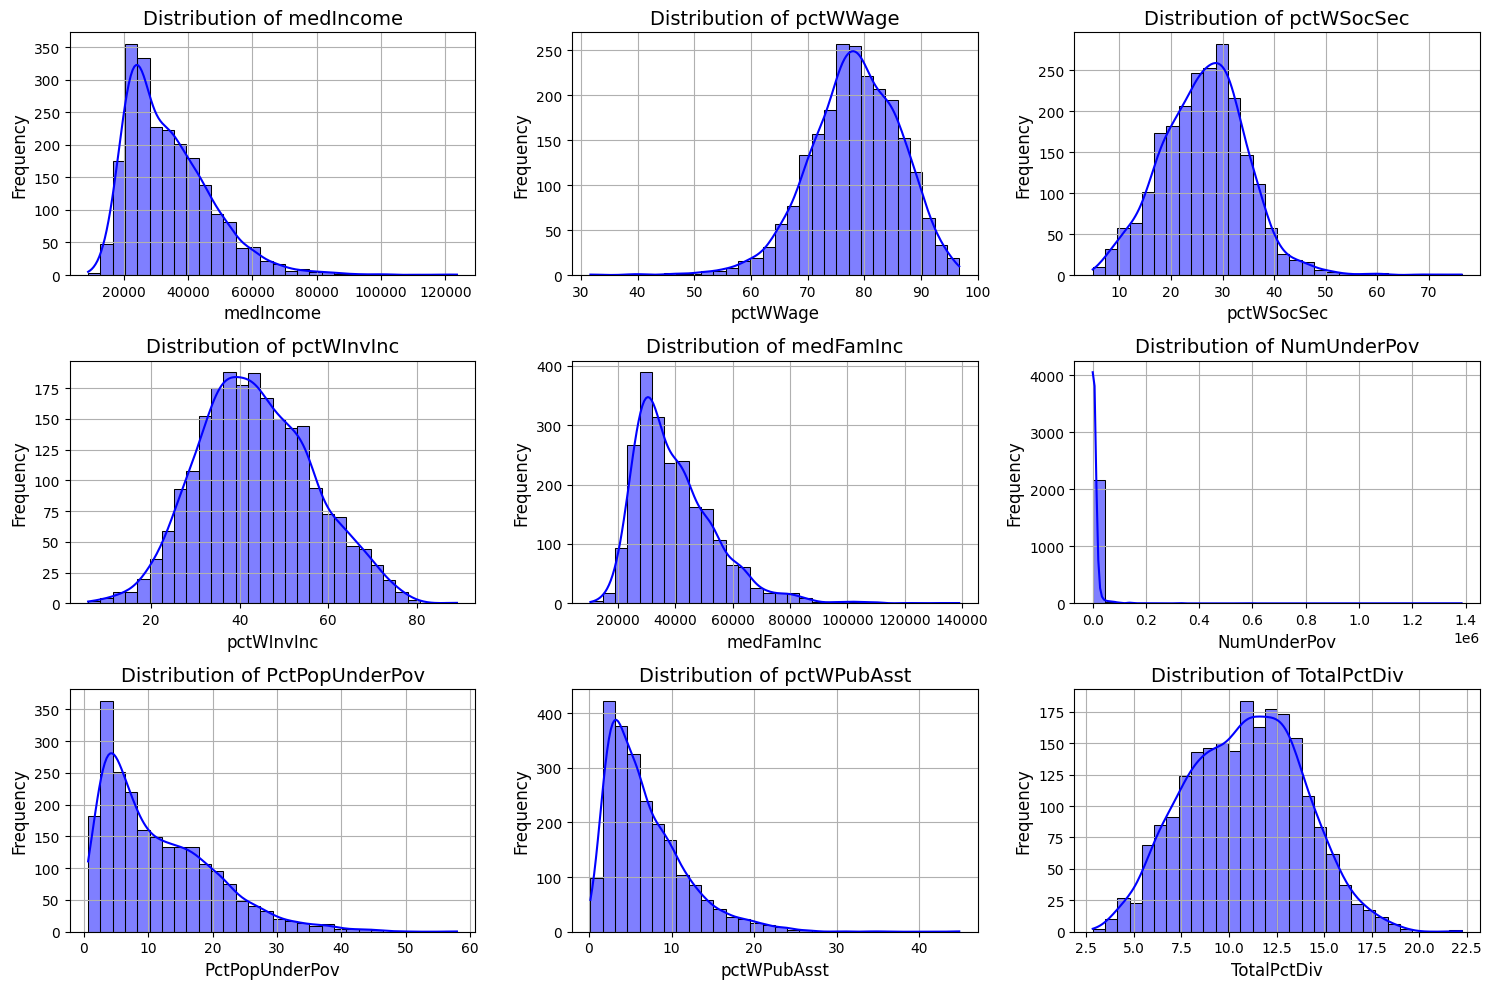 Distribution of medIncome
Frequency
350
300
250
200
150
100
50
0
20000 40000 60000 80000 100000 120000
medIncome
Distribution of pctWWage
Frequency
250
200
150
100
50
0
30 40 50 60 70 80 90 100
pctWWage
Distribution of pctWSocSec
Frequency
250
200
150
100
50
0
10 20 30 40 50 60 70
pctWSocSec
Distribution of pctWInvInc
Frequency
175
150
125
100
75
50
25
0
20 40 60 80
pctWInvInc
Distribution of medFamInc
Frequency
400
300
200
100
0
20000 40000 60000 80000 100000 120000 140000
medFamInc
Distribution of NumUnderPov
Frequency
4000
3000
2000
1000
0
0.0 0.2 0.4 0.6 0.8 1.0 1.2 1.4
1e6
NumUnderPov
Distribution of PctPopUnderPov
Frequency
350
300
250
200
150
100
50
0
0 10 20 30 40 50 60
PctPopUnderPov
Distribution of pctWPubAsst
Frequency
400
300
200
100
0
0 10 20 30 40
pctWPubAsst
Distribution of TotalPctDiv
Frequency
175
150
125
100
75
50
25
0
2.5 5.0 7.5 10.0 12.5 15.0 17.5 20.0 22.5
TotalPctDiv